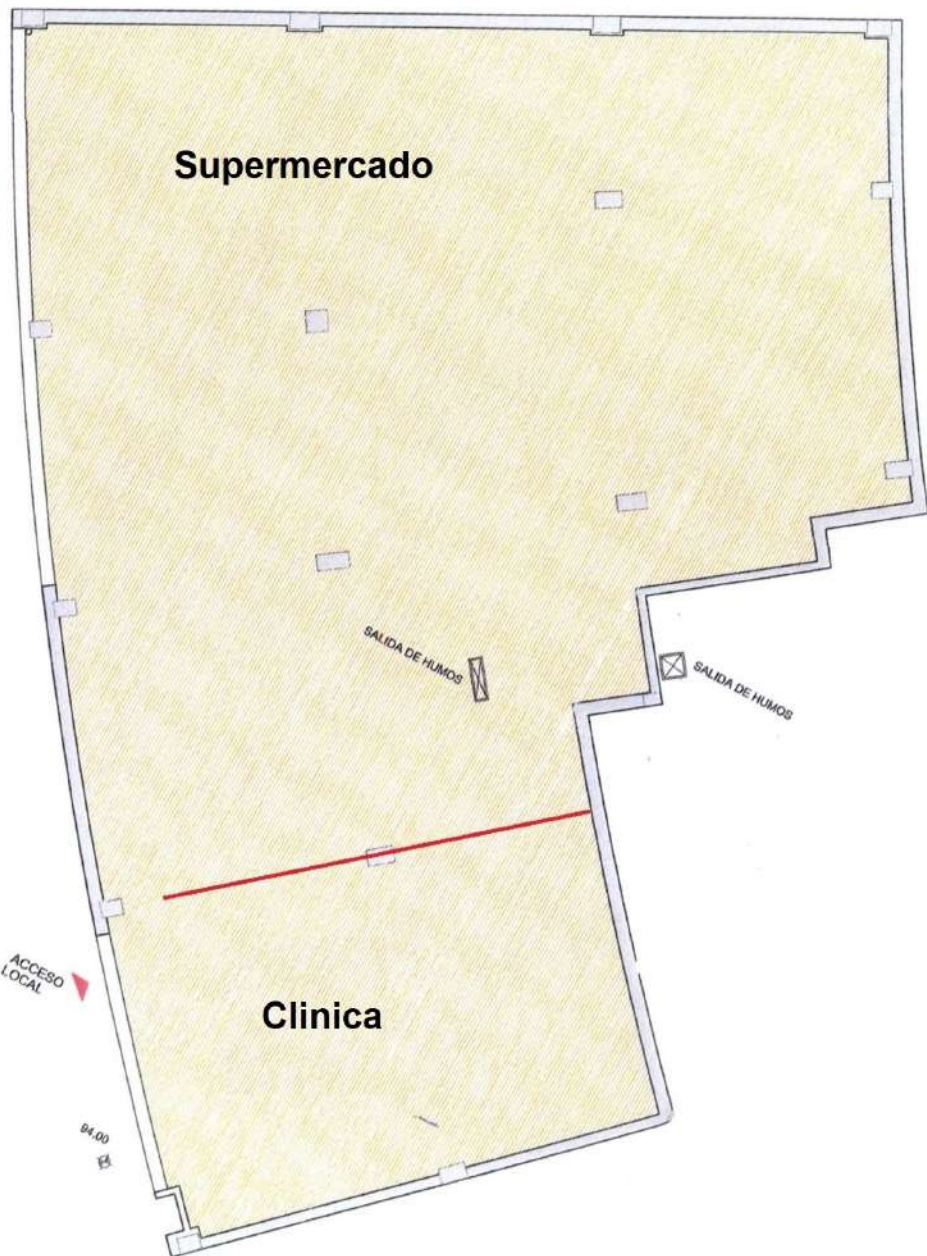 Supermercado
SALIDA DE HUMOS
SALIDA DE HUMOS
ACCESO
LOCAL
Clinica
94.00